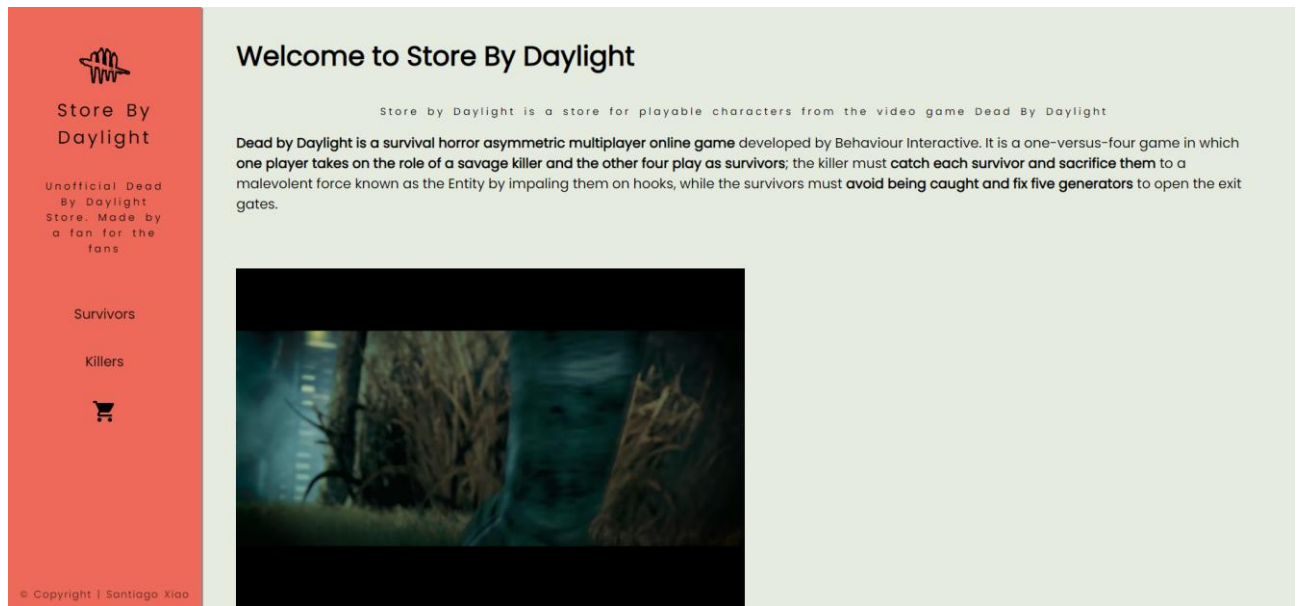 Store By
Daylight
Unofficial Dead
By Daylight
Store. Made by
a fan for the
fans
Survivors
Killers
© Copyright | Santiago Xiao
Welcome to Store By Daylight
Store by Daylight is a store for playable characters from the video game Dead By Daylight
Dead by Daylight is a survival horror asymmetric multiplayer online game developed by Behaviour Interactive. It is a one-versus-four game in which
one player takes on the role of a savage killer and the other four play as survivors; the killer must catch each survivor and sacrifice them to a
malevolent force known as the Entity by impaling them on hooks, while the survivors must avoid being caught and fix five generators to open the exit
gates.